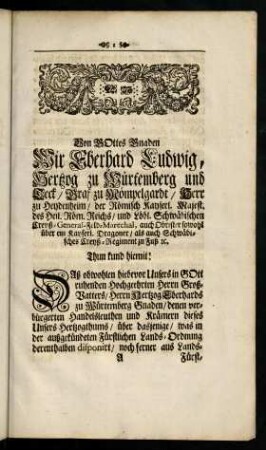 1
Von GOttes Gnaden
Wir Eberhard Ludwig,
Hertzog zu Würtemberg und
Teck / Graf zu Mömpelgardt / Herr
zu Heydenheim / der Römisch Kayserl. Majest.
des Heil. Röm. Reichs / und Löbl. Schwäbischen
Creyß-General-Feld-Marechal, auch Obrister sowohl
über ein Kayserl. Dragoner / als auch Schwäbi-
sches Creyß-Regiment zu Fuß ꝛc.
Thun kund hiemit:
DAß obwohlen hiebevor Unsers in GOtt
ruhenden Hochgeehrten Herrn Groß-
Vatters / Herrn Hertzog Eberhards
zu Würtemberg Gnaden / denen ver-
bürgerten Handelsleuthen und Krämern dieses
Unsers Hertzogthums / über dasjenige / was in
der außgekündeten Fürstlichen Lands-Ordnung
derenthalben disponirt / noch ferner aus Lands-
A Fürst-